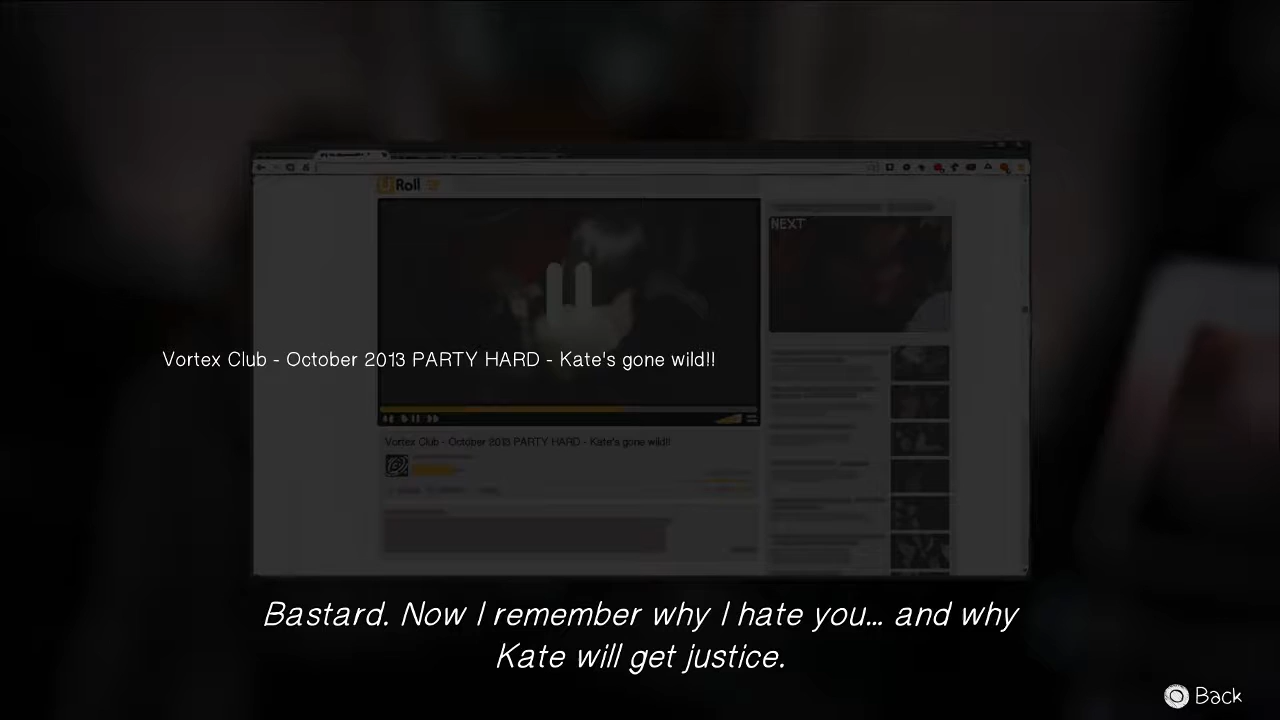 U Roll
NEXT
Vortex Club - October 2013 PARTY HARD - Kate's gone wild!!
Vortex Club - October 2013 PARTY HARD - Kate's gone wild!!
Bastard. Now I remember why I hate you... and why
Kate will get justice.
Back